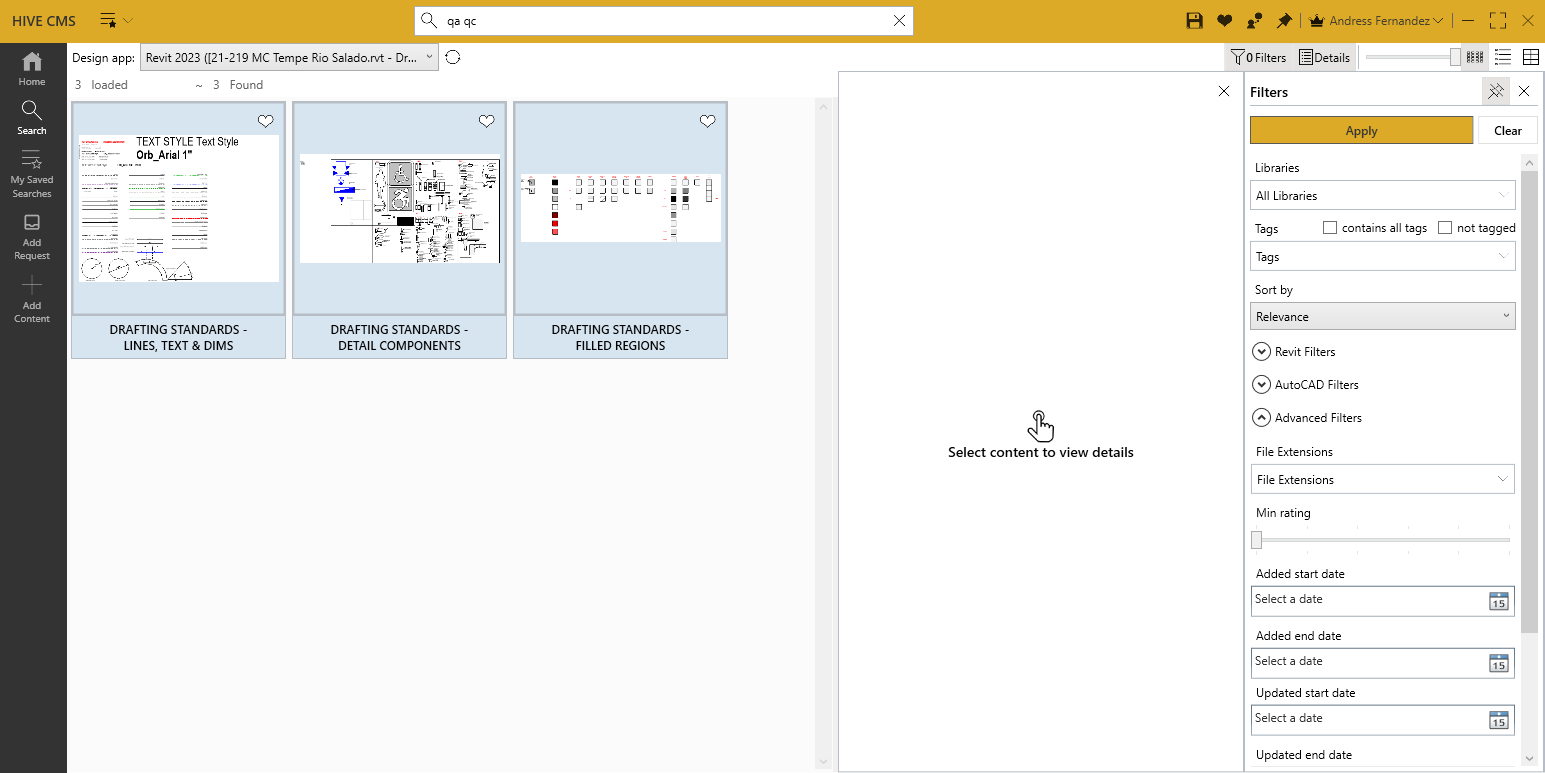 HIVE CMS
qa qc
Andress Fernandez
Home
Search
My Saved
Searches
Add
Request
Add
Content
Design app:
Revit 2023 ([21-219 MC Tempe Rio Salado.rvt - Dr...
0 Filters
Details
3 loaded
~ 3 Found
TEXT STYLE Text Style
Orb_Arial 1"
DRAFTING STANDARDS -
LINES, TEXT & DIMS
DRAFTING STANDARDS -
DETAIL COMPONENTS
DRAFTING STANDARDS -
FILLED REGIONS
Select content to view details
Filters
Apply
Clear
Libraries
All Libraries
Tags
contains all tags
not tagged
Tags
Sort by
Relevance
Revit Filters
AutoCAD Filters
Advanced Filters
File Extensions
File Extensions
Min rating
Added start date
Select a date
15
Added end date
Select a date
15
Updated start date
Select a date
15
Updated end date